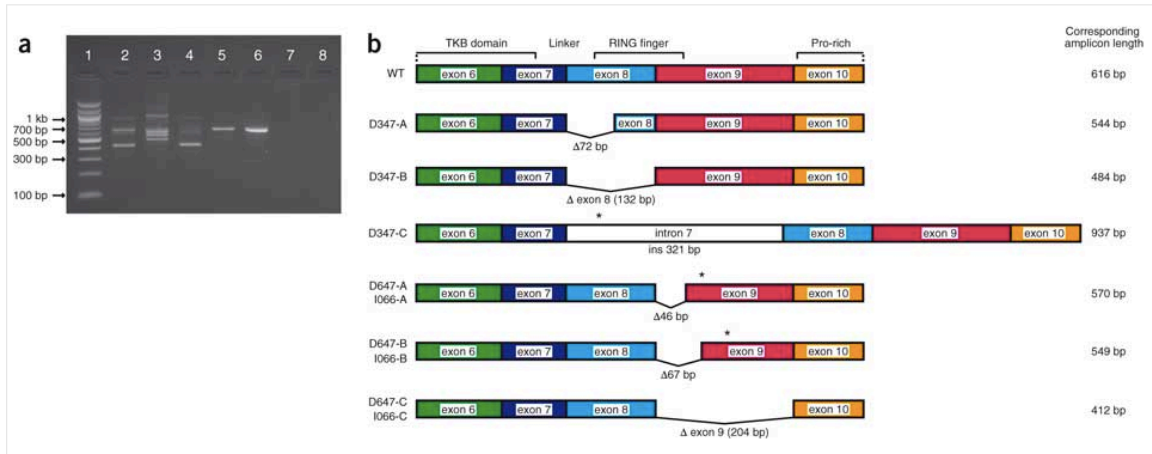 a
1 2 3 4 5 6 7 8
1 kb
700 bp
500 bp
300 bp
100 bp
b
TKB domain Linker RING finger Pro-rich Corresponding
amplicon length
WT exon 6 exon 7 exon 8 exon 9 exon 10 616 bp
D347-A exon 6 exon 7 exon 8 exon 9 exon 10 544 bp
Δ72 bp
D347-B exon 6 exon 7 exon 9 exon 10 484 bp
Δ exon 8 (132 bp)
*
D347-C exon 6 exon 7 intron 7 exon 8 exon 9 exon 10 937 bp
ins 321 bp
*
D647-A
I066-A exon 6 exon 7 exon 8 exon 9 exon 10 570 bp
Δ46 bp
*
D647-B
I066-B exon 6 exon 7 exon 8 exon 9 exon 10 549 bp
Δ67 bp
D647-C
I066-C exon 6 exon 7 exon 8 exon 10 412 bp
Δ exon 9 (204 bp)